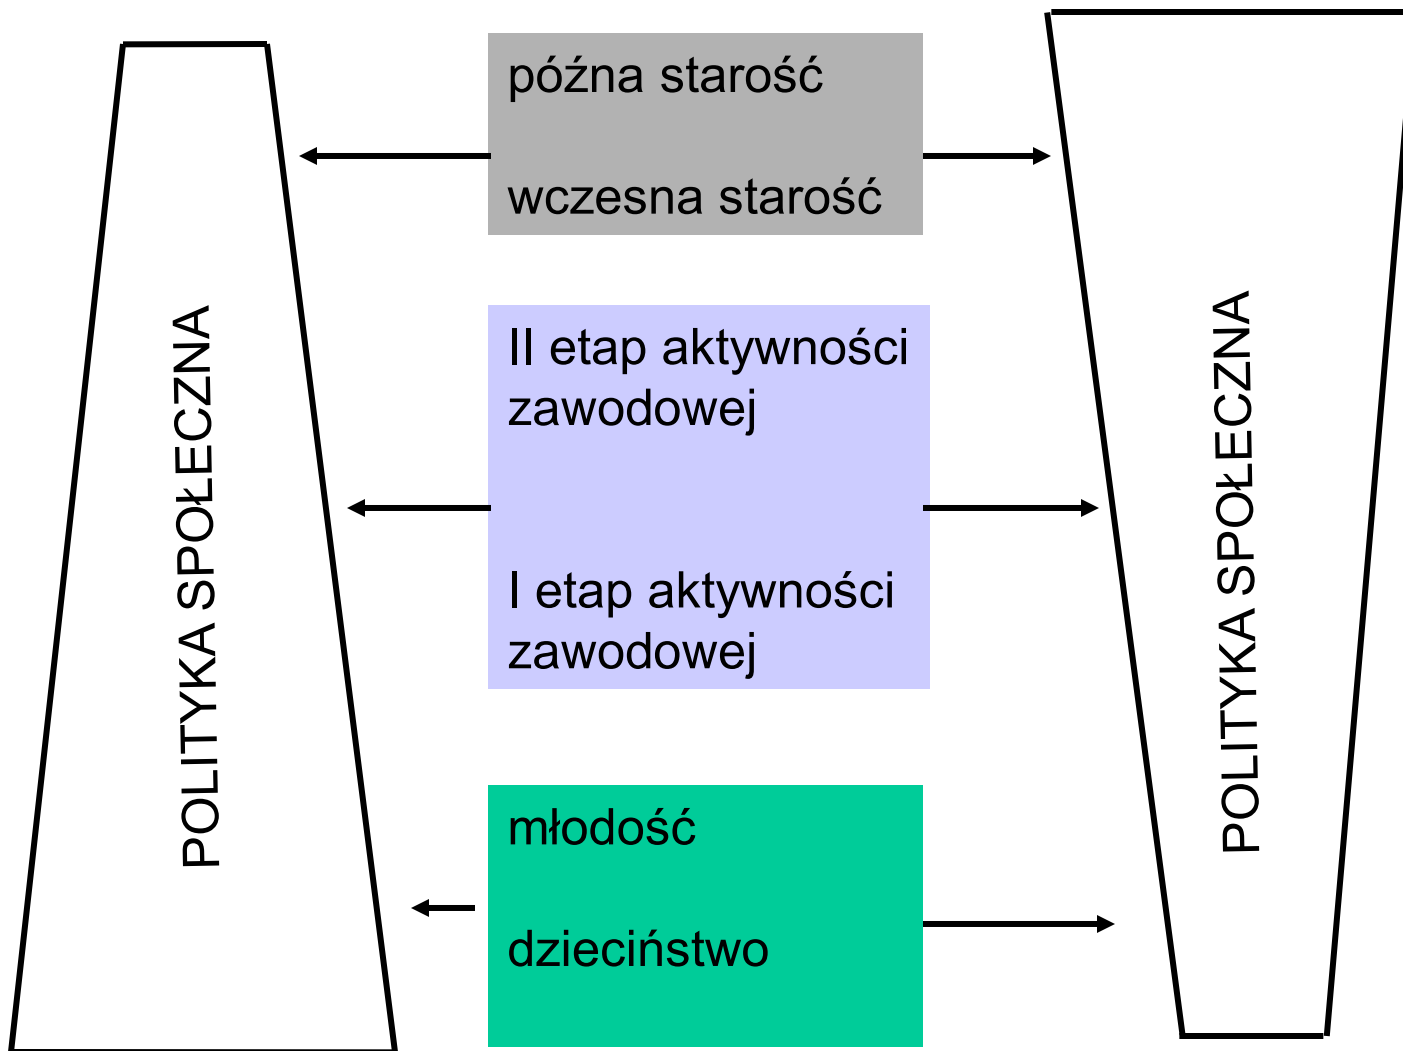 POLITYKA SPOŁECZNA
późna starość
wczesna starość
II etap aktywności
zawodowej
I etap aktywności
zawodowej
młodość
dzieciństwo
POLITYKA SPOŁECZNA